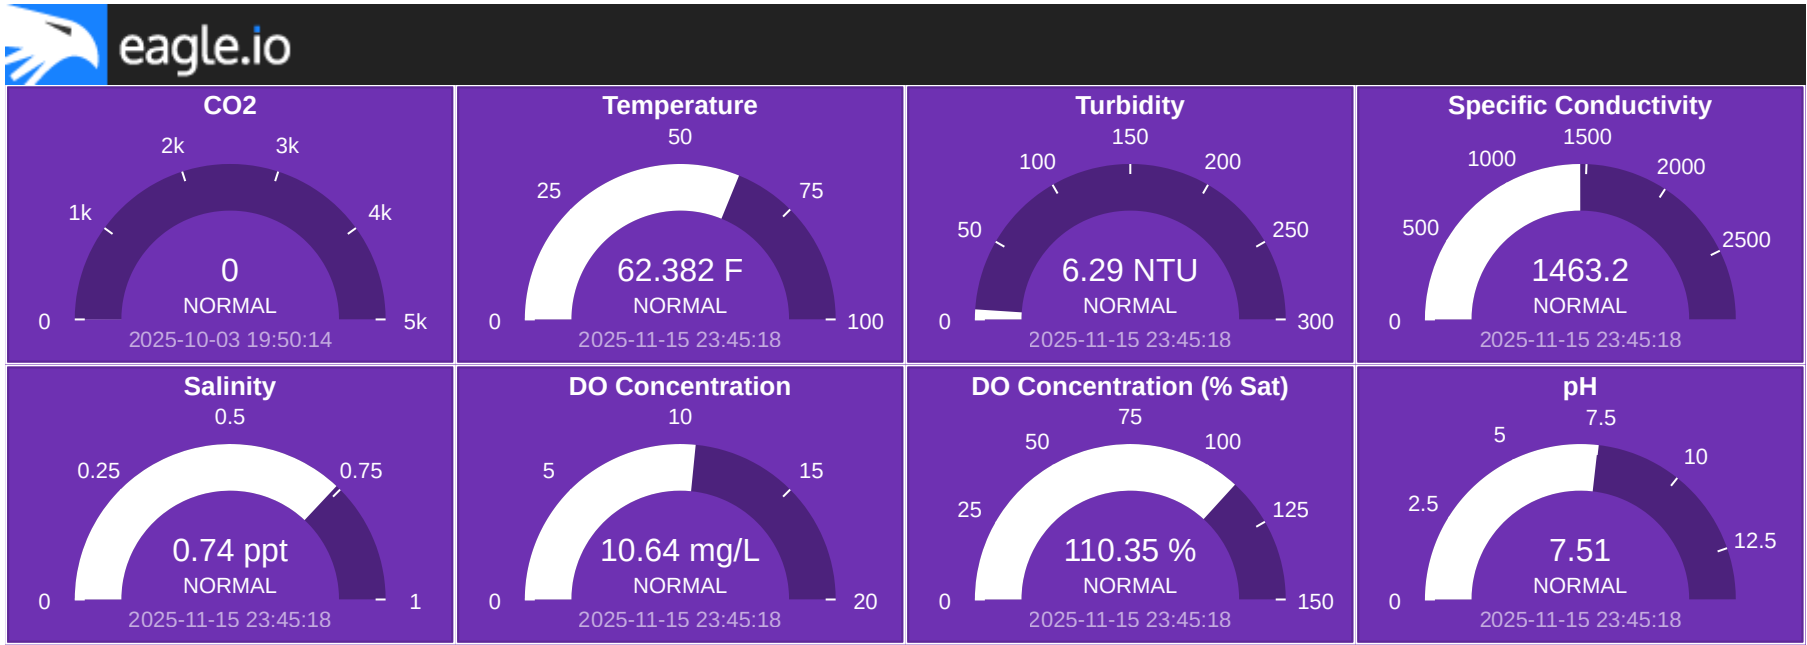 eagle.io
CO2
2k
3k
1k
4k
0
NORMAL
0
5k
2025-10-03 19:50:14
Temperature
50
25
75
62.382 F
NORMAL
0
100
2025-11-15 23:45:18
Turbidity
150
100
200
50
250
6.29 NTU
NORMAL
0
300
2025-11-15 23:45:18
Specific Conductivity
1500
1000
2000
500
2500
1463.2
NORMAL
0
2025-11-15 23:45:18
Salinity
0.5
0.25
0.75
0.74 ppt
NORMAL
0
1
2025-11-15 23:45:18
DO Concentration
10
5
15
10.64 mg/L
NORMAL
0
20
2025-11-15 23:45:18
DO Concentration (% Sat)
75
50
100
25
125
110.35 %
NORMAL
0
150
2025-11-15 23:45:18
pH
7.5
5
10
2.5
12.5
7.51
NORMAL
0
2025-11-15 23:45:18